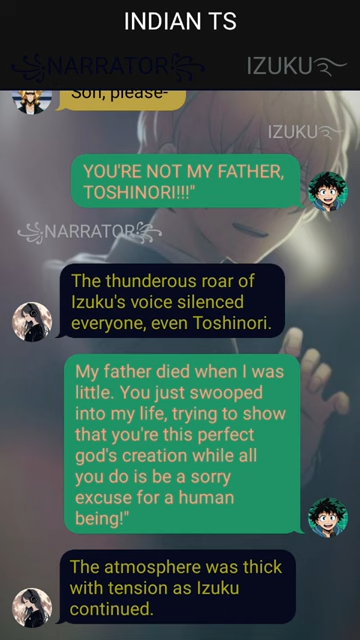 INDIAN TS
꧁NARRATOR꧂
IZUKU࿐
Son, please-
IZUKU࿐
YOU'RE NOT MY FATHER,
TOSHINORI!!!"
꧁NARRATOR꧂
The thunderous roar of
Izuku's voice silenced
everyone, even Toshinori.
My father died when I was
little. You just swooped
into my life, trying to show
that you're this perfect
god's creation while all
you do is be a sorry
excuse for a human
being!"
The atmosphere was thick
with tension as Izuku
continued.